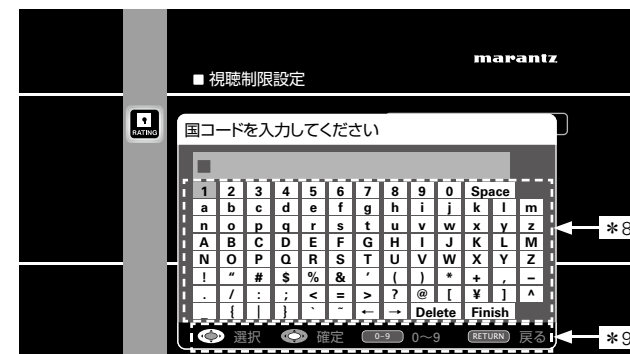 marantz
■ 視聴制限設定
RATING
国コードを入力してください
1 2 3 4 5 6 7 8 9 0 Space
a b c d e f g h i j k l m
n o p q r s t u v w x y z
A B C D E F G H I J K L M
N O P Q R S T U V W X Y Z
! " # $ % & ' ( ) * + , –
. / : ; < = > ? @ [ ¥ ] ^
_ { | } ` ~ ← → Delete Finish
＊8
選択 確定 0-9 0～9 RETURN 戻る
＊9